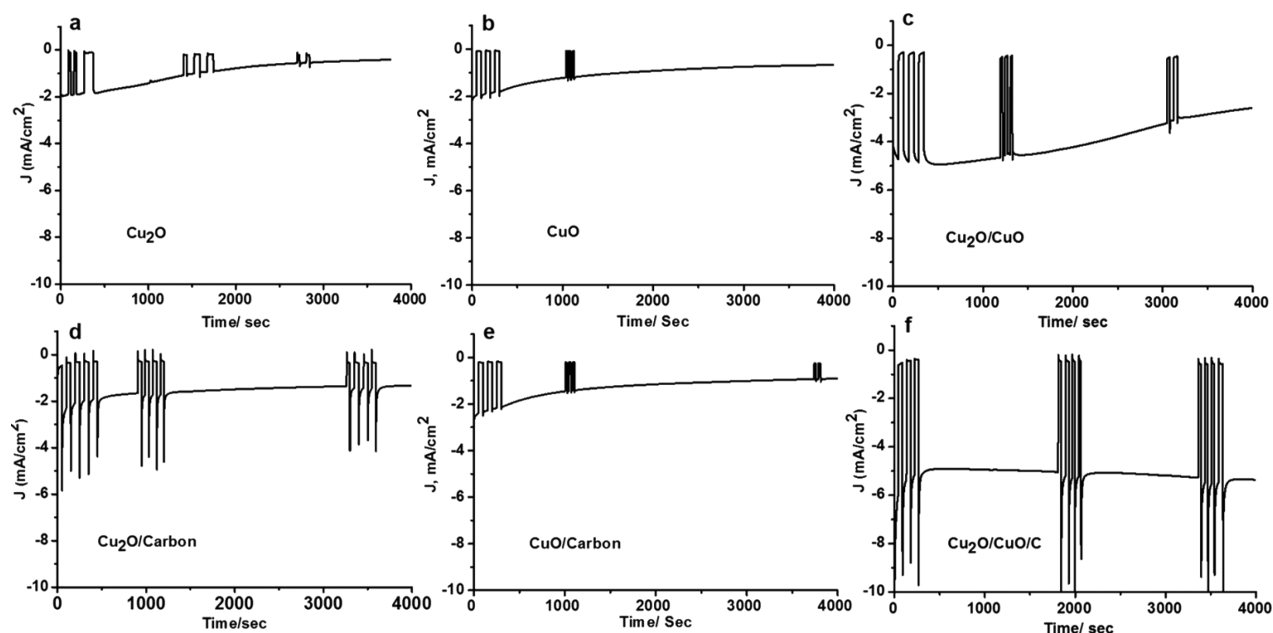 a
0
-2
-4
-6
-8
-10
J (mA/cm²)
Cu₂O
0 1000 2000 3000 4000
Time/ sec
b
0
-2
-4
-6
-8
-10
J, mA/cm²
CuO
0 1000 2000 3000 4000
Time/ Sec
c
0
-2
-4
-6
-8
-10
J (mA/cm²)
Cu₂O/CuO
0 1000 2000 3000 4000
Time/ sec
d
0
-2
-4
-6
-8
-10
J (mA/cm²)
Cu₂O/Carbon
0 1000 2000 3000 4000
Time/sec
e
0
-2
-4
-6
-8
-10
J, mA/cm²
CuO/Carbon
0 1000 2000 3000 4000
Time/ Sec
f
0
-2
-4
-6
-8
-10
J (mA/cm²)
Cu₂O/CuO/C
0 1000 2000 3000 4000
Time/ sec